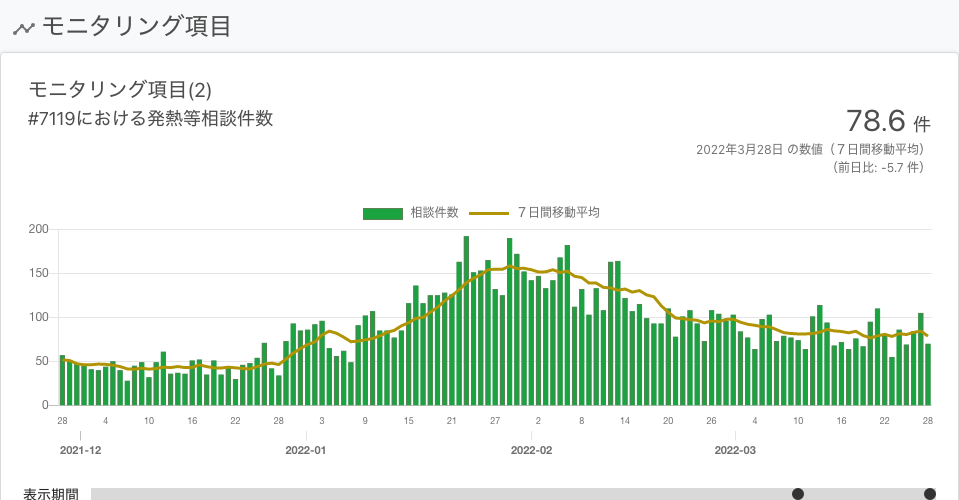 モニタリング項目
モニタリング項目(2)
#7119における発熱等相談件数
78.6 件
2022年3月28日 の数値（７日間移動平均）
（前日比: -5.7 件）
相談件数 ７日間移動平均
200
150
100
50
0
28 4 10 16 22 28 3 9 15 21 27 2 8 14 20 26 4 10 16 22 28
2021-12 2022-01 2022-02 2022-03
表示期間